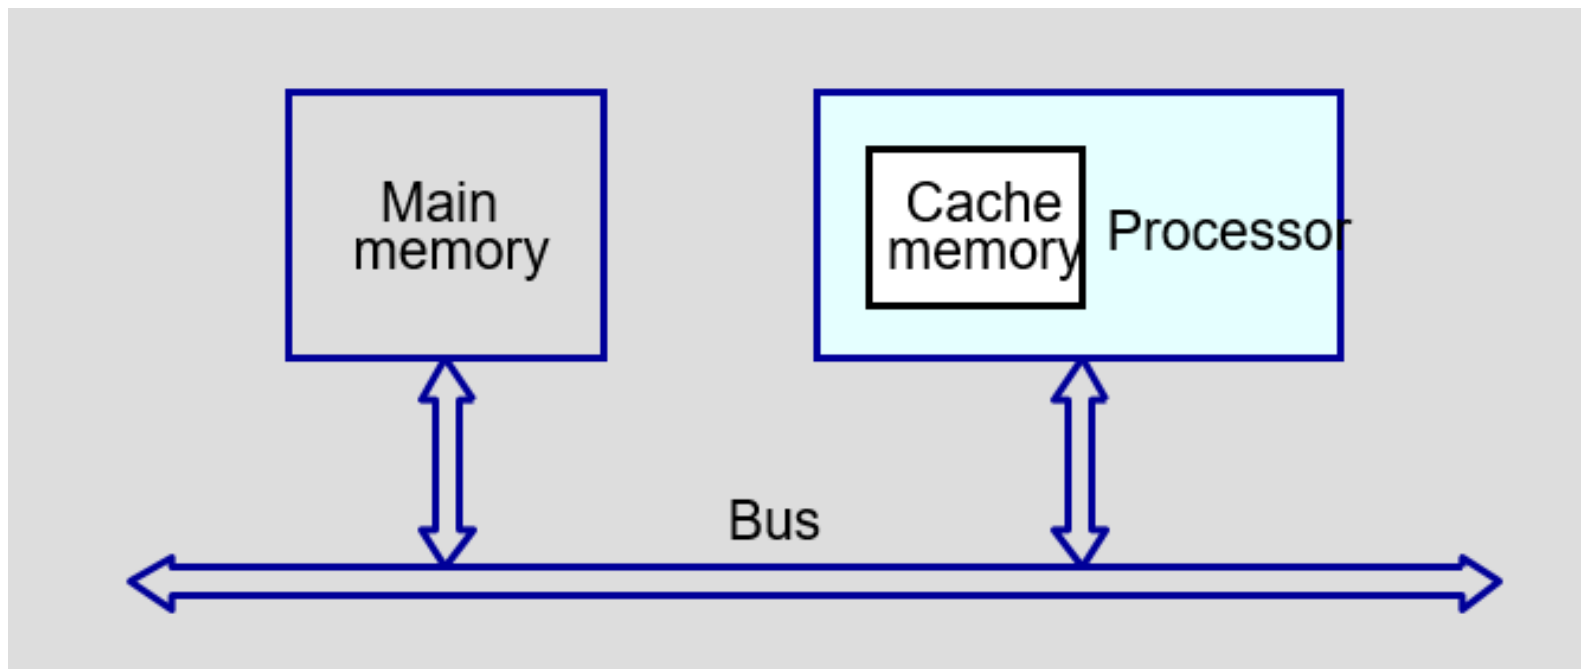 Main
memory
Cache
memory
Processor
Bus